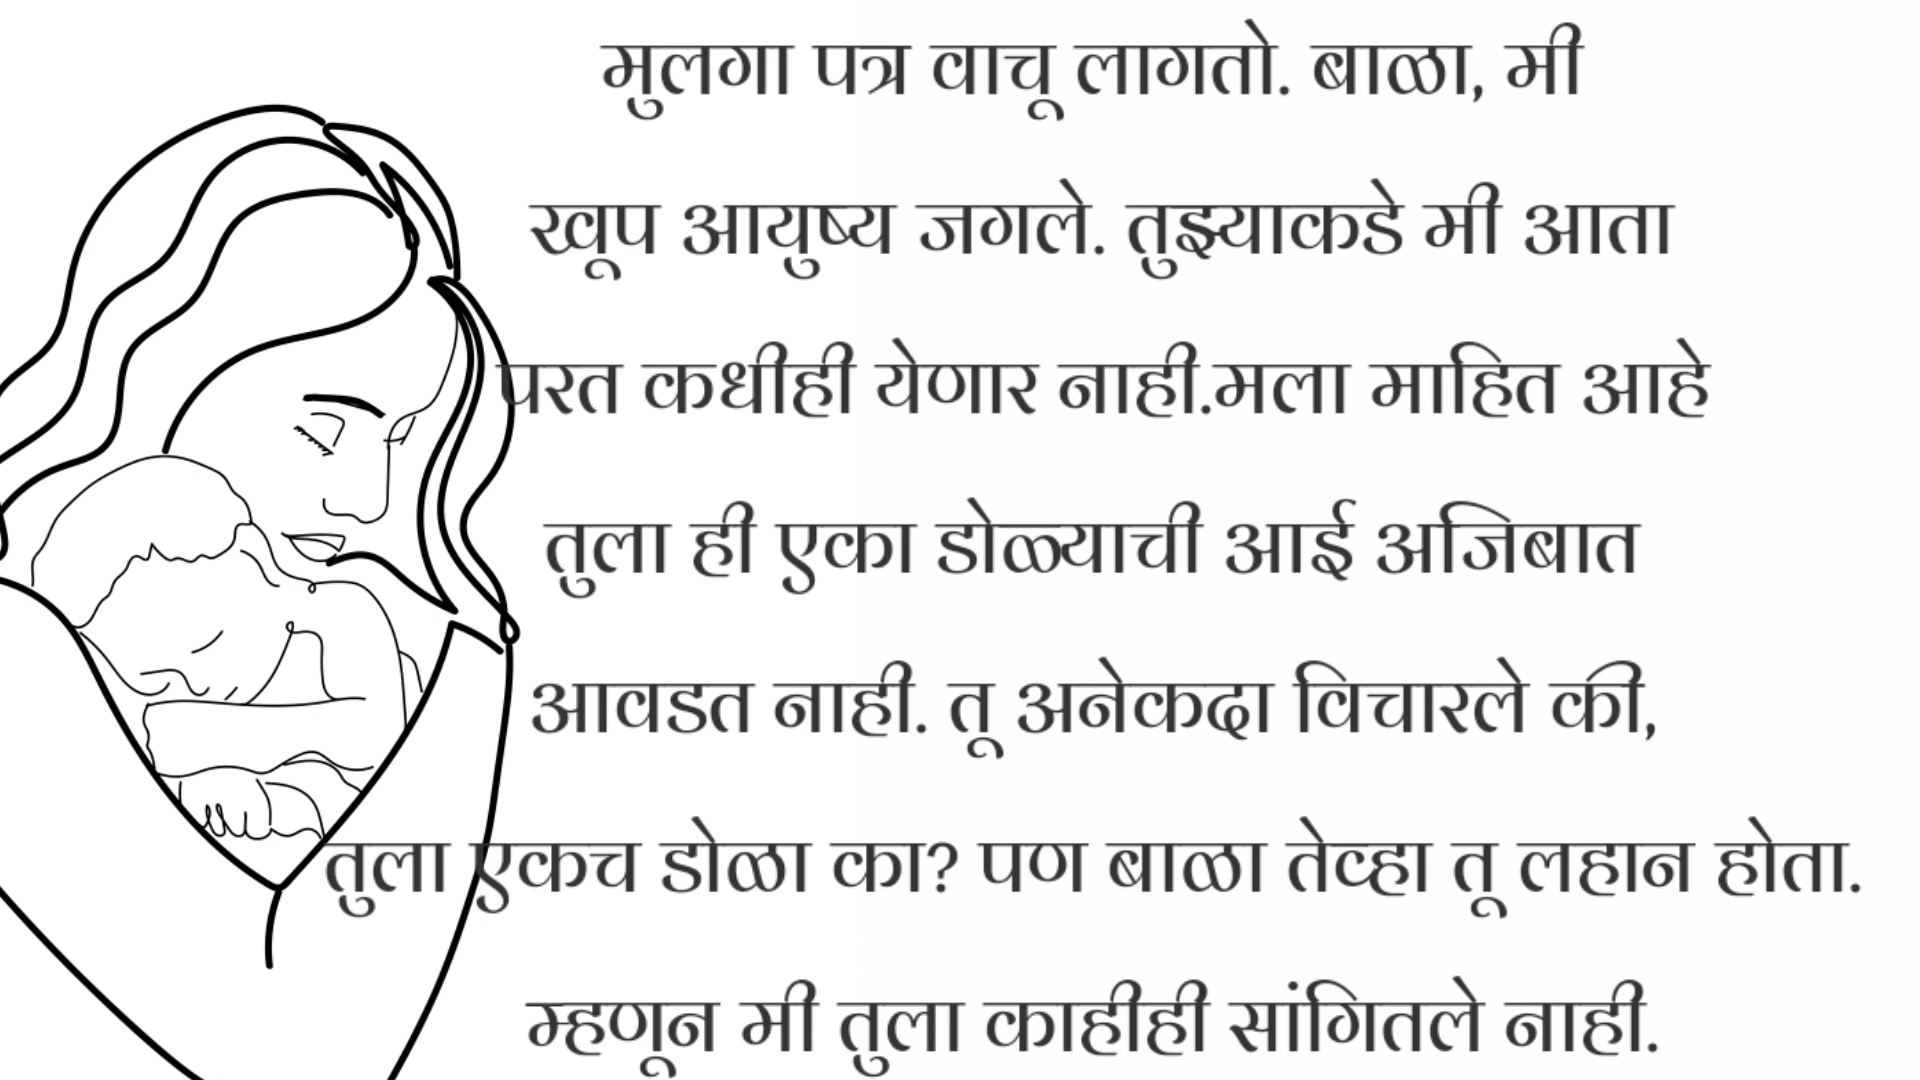 मुलगा पत्र वाचू लागतो. बाळा, मी
खूप आयुष्य जगले. तुझ्याकडे मी आता
परत कधीही येणार नाही.मला माहित आहे
तुला ही एका डोळ्याची आई अजिबात
आवडत नाही. तू अनेकदा विचारले की,
तुला एकच डोळा का? पण बाळा तेव्हा तू लहान होता.
म्हणून मी तुला काहीही सांगितले नाही.